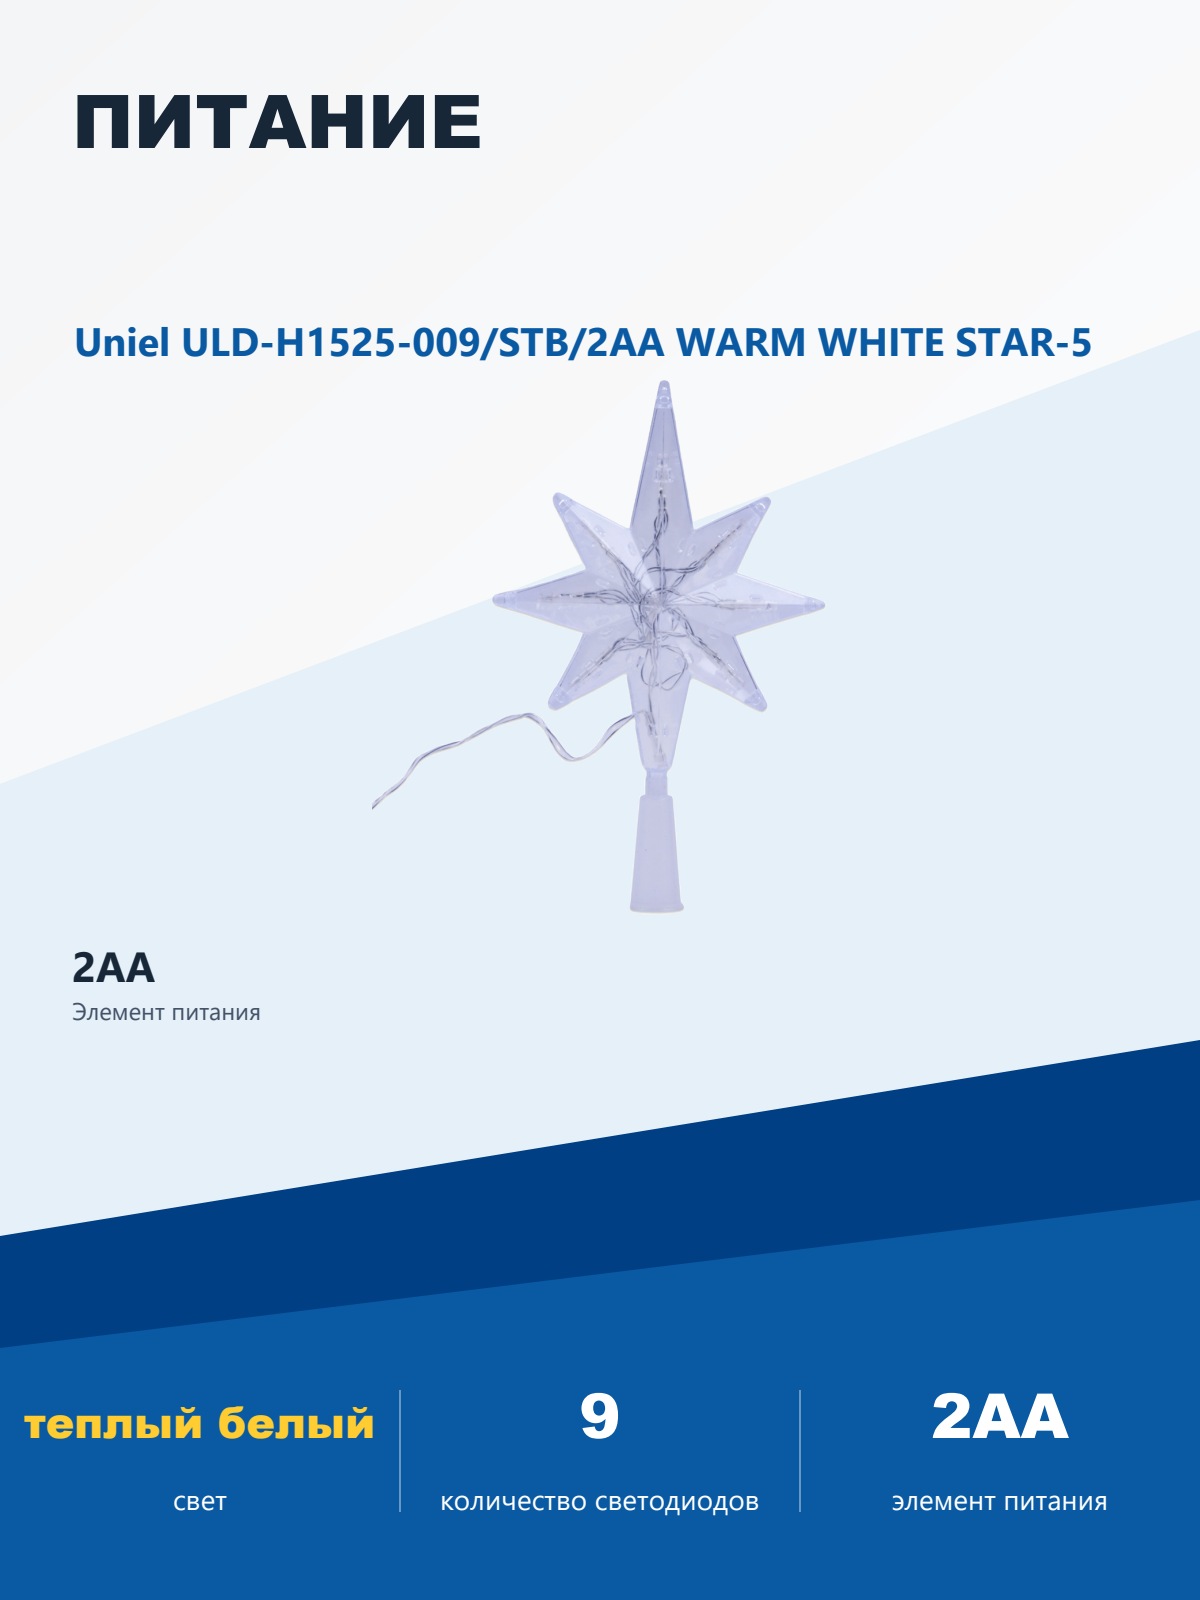 ПИТАНИЕ
Uniel ULD-H1525-009/STB/2AA WARM WHITE STAR-5
2AA
Элемент питания
теплый белый
9
2AA
свет
количество светодиодов
элемент питания